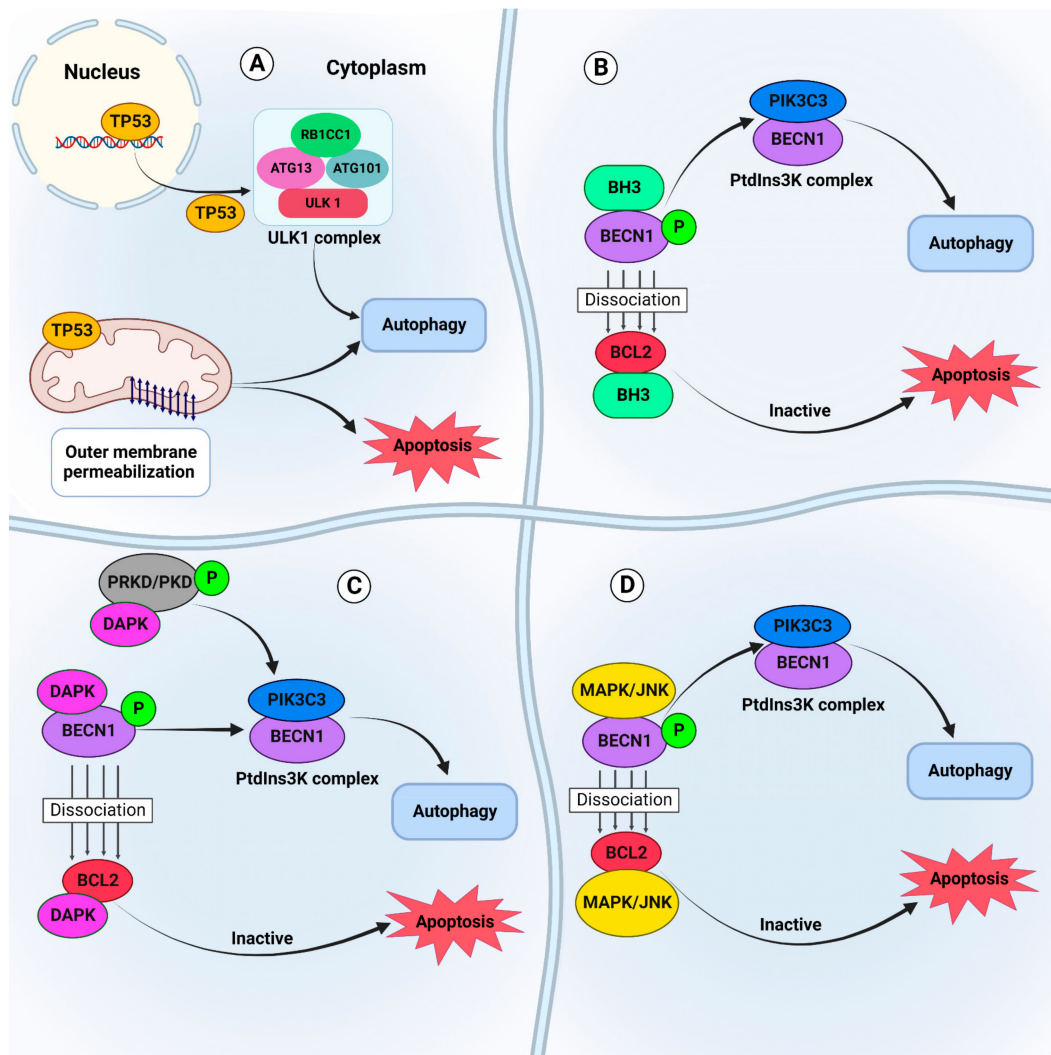 A
Nucleus
Cytoplasm
TP53
RB1CC1
ATG13
ATG101
ULK 1
TP53
ULK1 complex
TP53
Autophagy
Outer membrane
permeabilization
Apoptosis
B
PIK3C3
BECN1
PtdIns3K complex
BH3
BECN1
P
Autophagy
Dissociation
BCL2
BH3
Inactive
Apoptosis
C
PRKD/PKD
P
DAPK
DAPK
P
BECN1
PIK3C3
BECN1
PtdIns3K complex
Dissociation
Autophagy
BCL2
DAPK
Inactive
Apoptosis
D
PIK3C3
BECN1
PtdIns3K complex
MAPK/JNK
BECN1
P
Autophagy
Dissociation
BCL2
MAPK/JNK
Inactive
Apoptosis